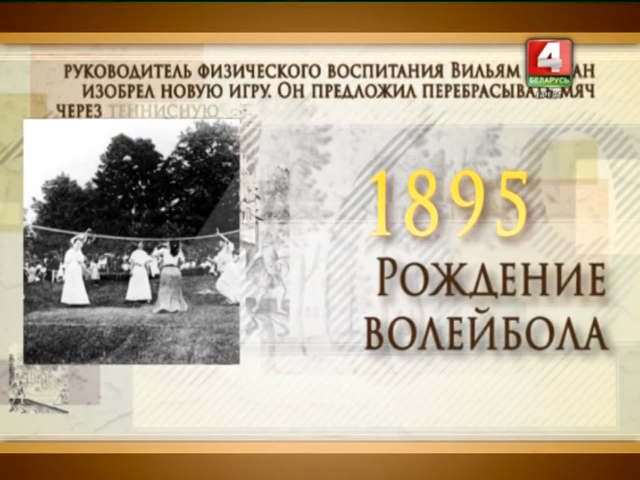 руководитель физического воспитания Вильям
изобрел новую игру. Он предложил перебрасывать мяч
через теннисную
4
БЕЛАРУСЬ
1895
Рождение
волейбола